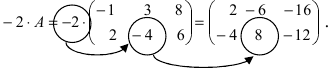 −2·A = −2·( −1 3 8 ) = ( 2 −6 −16 ) .
( 2 −4 6 ) ( −4 8 −12 )